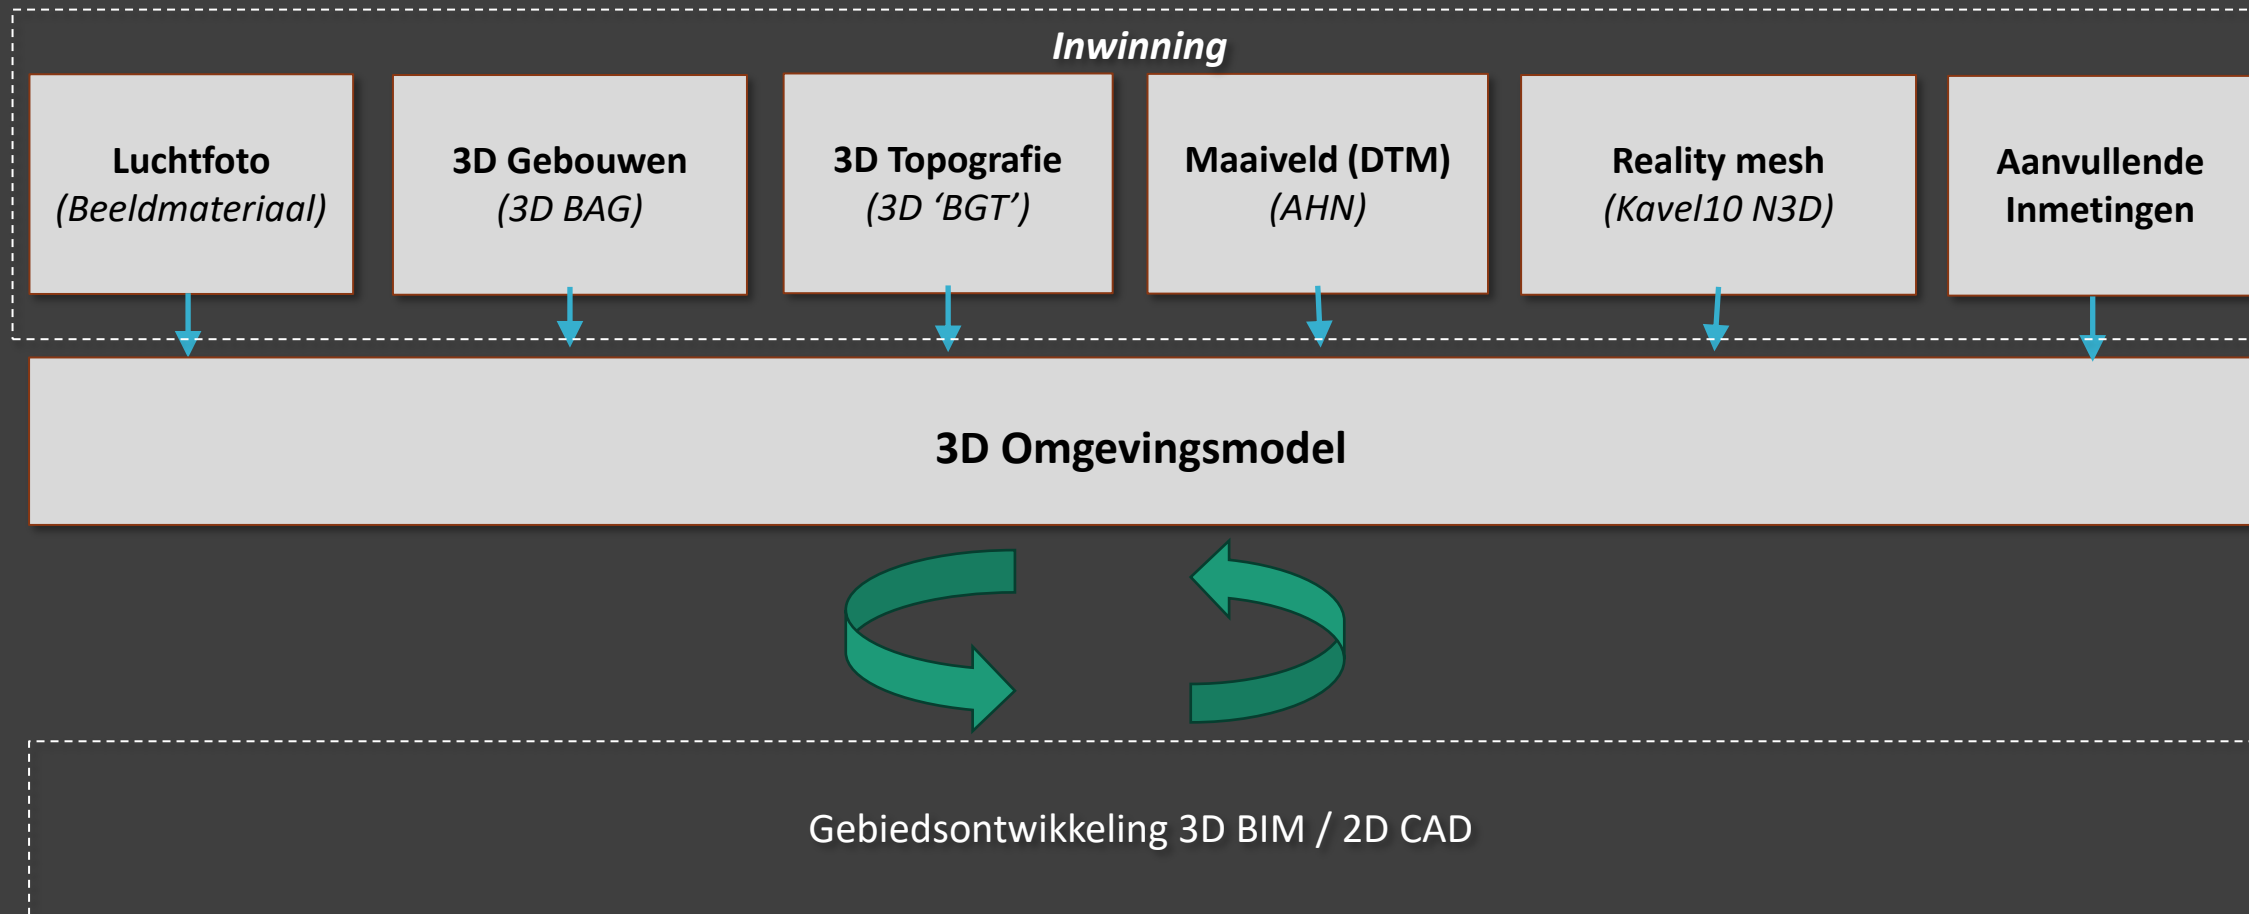 Inwinning
Luchtfoto
(Beeldmateriaal)
3D Gebouwen
(3D BAG)
3D Topografie
(3D ‘BGT’)
Maaiveld (DTM)
(AHN)
Reality mesh
(Kavel10 N3D)
Aanvullende
Inmetingen
3D Omgevingsmodel
Gebiedsontwikkeling 3D BIM / 2D CAD